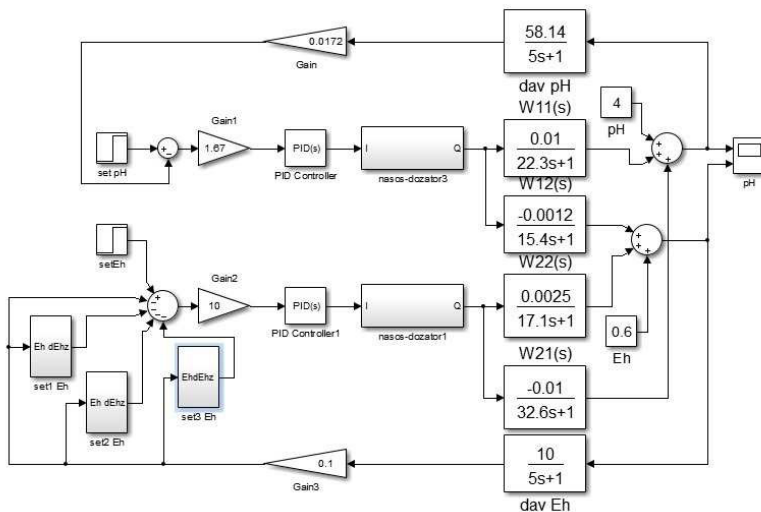 58.14
5s+1
dav pH
0.0172
Gain
W11(s)
4
pH
Gain1
1.67
set pH
PID(s)
PID Controller
I
Q
nasos-dozator3
0.01
22.3s+1
pH
W12(s)
-0.0012
15.4s+1
setEh
W22(s)
Gain2
10
PID(s)
PID Controller1
I
Q
nasos-dozator1
0.0025
17.1s+1
0.6
Eh
Eh dEhz
set1 Eh
Eh dEhz
set2 Eh
EhdEhz
set3 Eh
W21(s)
-0.01
32.6s+1
0.1
Gain3
10
5s+1
dav Eh